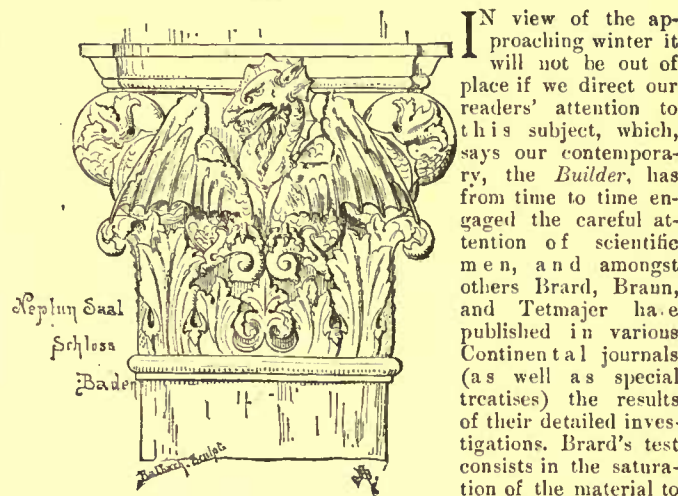 Neptun Saal
Schloss
Baden
Balbach. Sculpt.
IN view of the ap-
proaching winter it
will not be out of
place if we direct our
readers' attention to
this subject, which,
says our contempora-
ry, the Builder, has
from time to time en-
gaged the careful at-
tention of scientific
men, and amongst
others Brard, Braun,
and Tetmajer have
published in various
Continental journals
(as well as special
treatises) the results
of their detailed inves-
tigations. Brard's test
consists in the satura-
tion of the material to